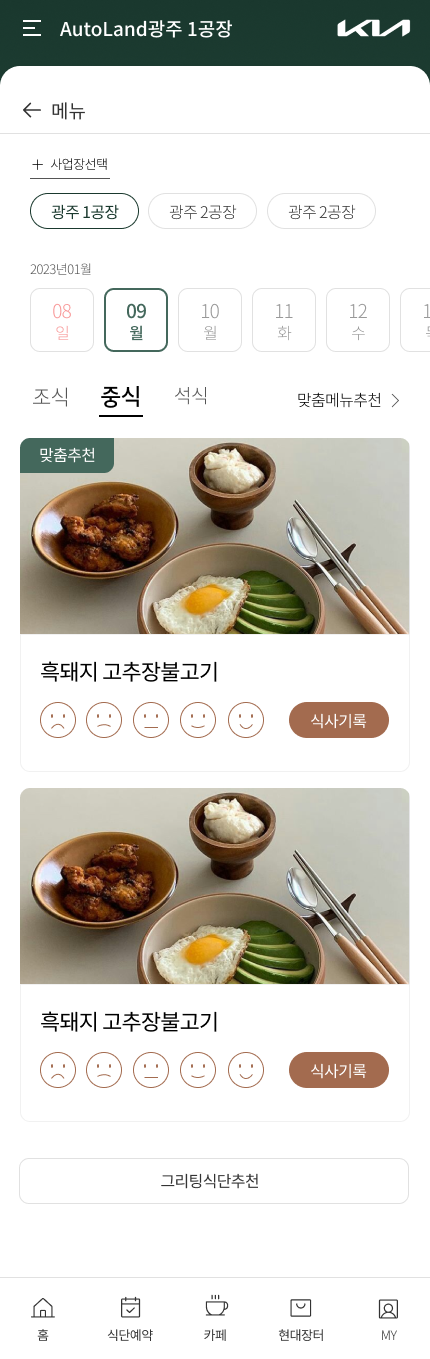 AutoLand광주 1공장
KIA
메뉴
사업장선택
광주 1공장 광주 2공장 광주 2공장
2023년01월
08 09 10 11 12
일 월 월 화 수
조식 중식 석식 맞춤메뉴추천
맞춤추천
흑돼지 고추장불고기
식사기록
흑돼지 고추장불고기
식사기록
그리팅식단추천
홈 식단예약 카페 현대장터 MY